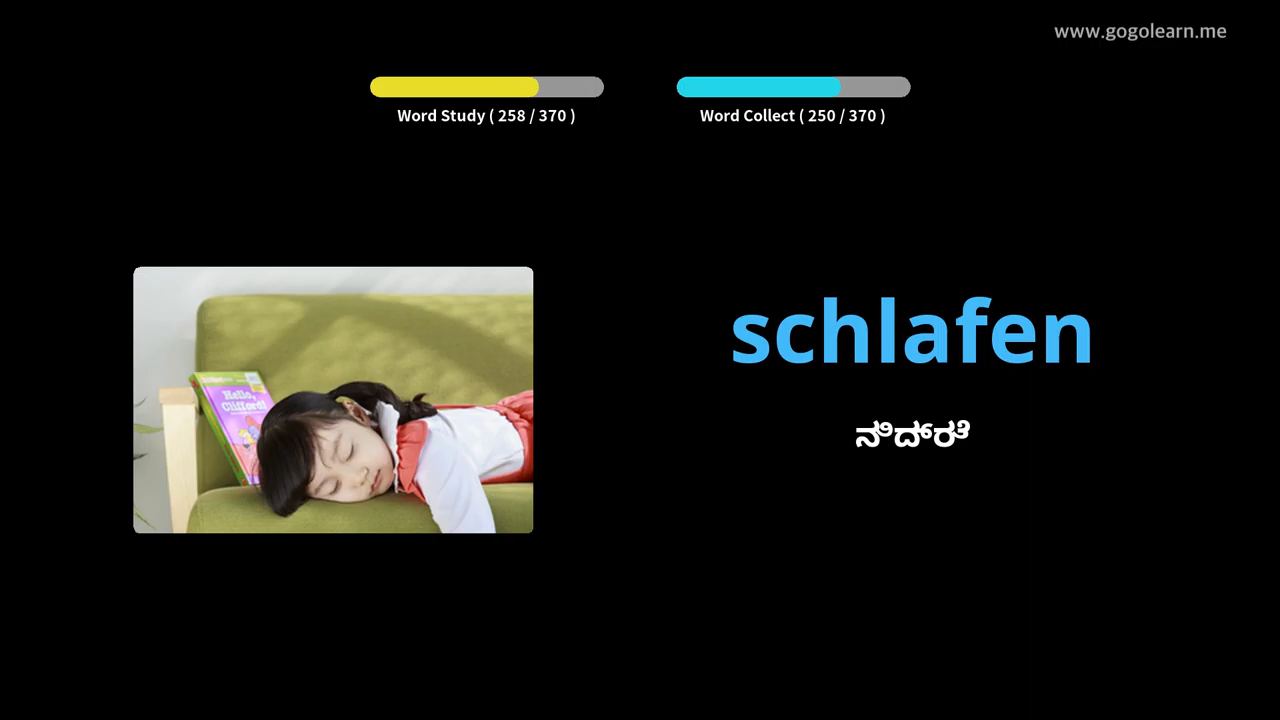 www.gogolearn.me
Word Study ( 258 / 370 )
Word Collect ( 250 / 370 )
schlafen
ನಿದ್ರೆ
Hello,
Clifford!